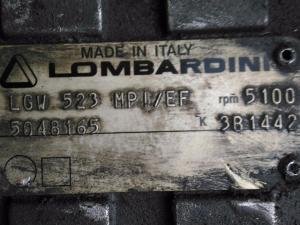 MADE IN ITALY
LOMBARDINI
LGW 523 MPI/EF rpm 5100
5048165 K 3B1442